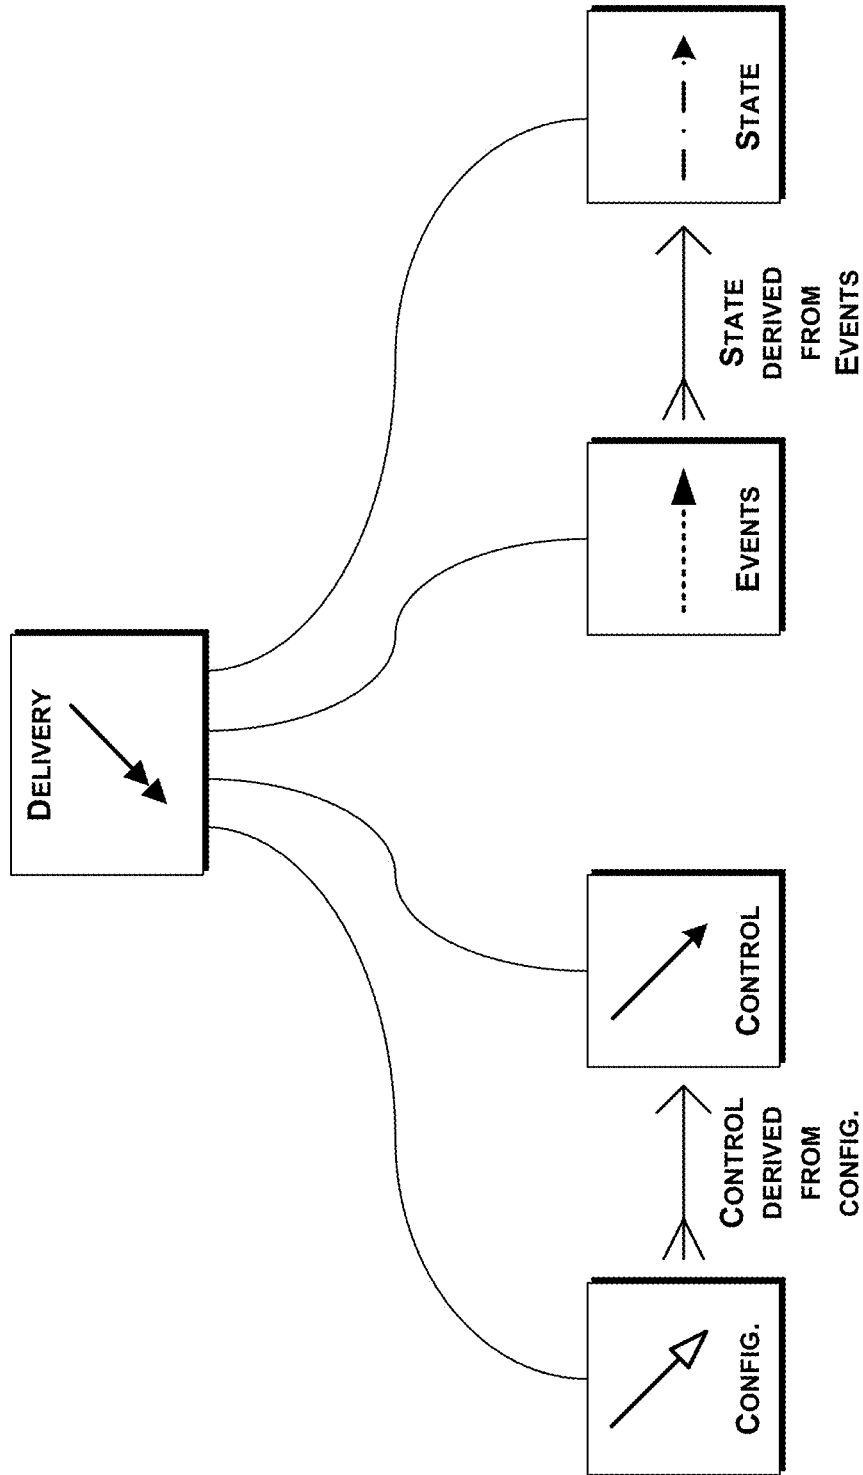 DELIVERY
CONFIG.
CONTROL
DERIVED
FROM
CONFIG.
CONTROL
EVENTS
STATE
DERIVED
FROM
EVENTS
STATE